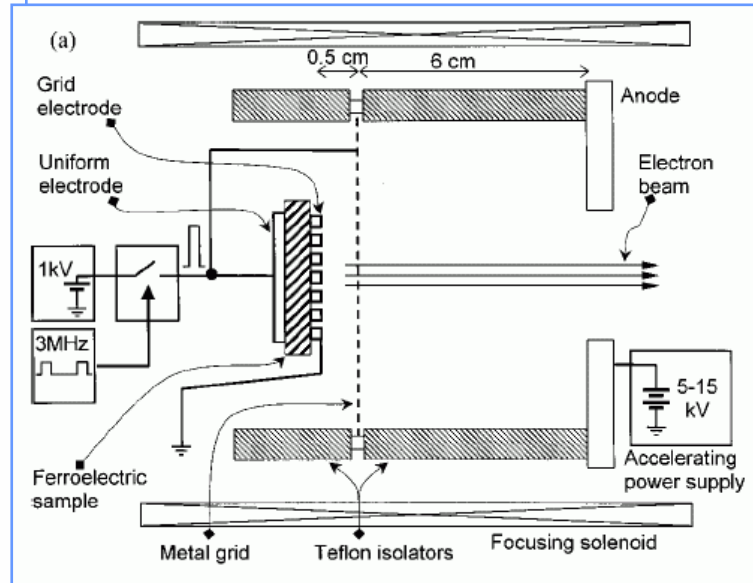 (a)
0.5 cm
6 cm
Grid
electrode
Anode
Uniform
electrode
Electron
beam
1kV
3MHz
5-15
kV
Ferroelectric
sample
Accelerating
power supply
Metal grid
Teflon isolators
Focusing solenoid